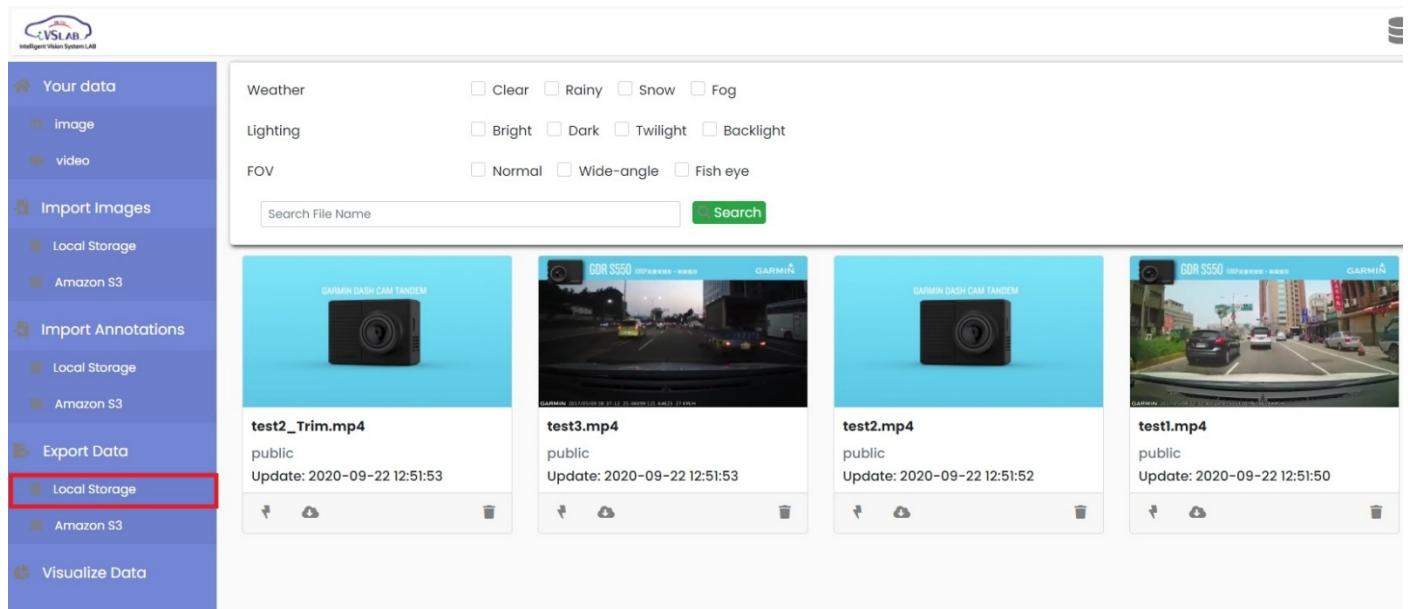 iVSLAB
Intelligent Vision System LAB
Your data
image
video
Import Images
Local Storage
Amazon S3
Import Annotations
Local Storage
Amazon S3
Export Data
Local Storage
Amazon S3
Visualize Data
Weather Clear Rainy Snow Fog
Lighting Bright Dark Twilight Backlight
FOV Normal Wide-angle Fish eye
Search File Name Search
GARMIN DASH CAM TANDEM
test2_Trim.mp4
public
Update: 2020-09-22 12:51:53
GDR S550 GARMIN
test3.mp4
public
Update: 2020-09-22 12:51:53
GARMIN DASH CAM TANDEM
test2.mp4
public
Update: 2020-09-22 12:51:52
GDR S550 GARMIN
GARMIN
test1.mp4
public
Update: 2020-09-22 12:51:50